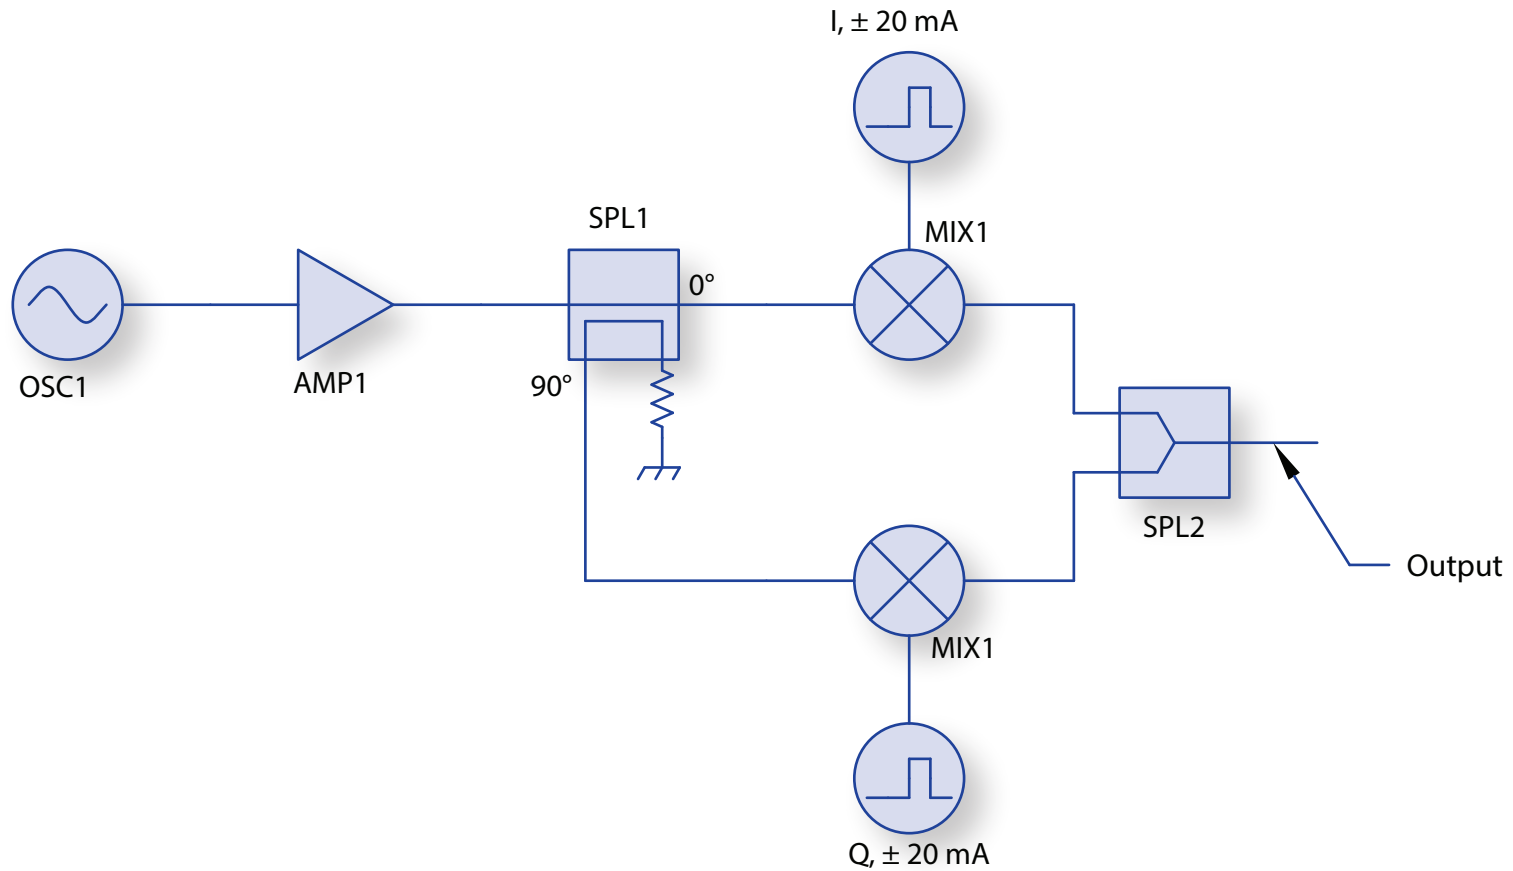 I, ± 20 mA
SPL1
MIX1
0°
OSC1
AMP1
90°
SPL2
Output
MIX1
Q, ± 20 mA